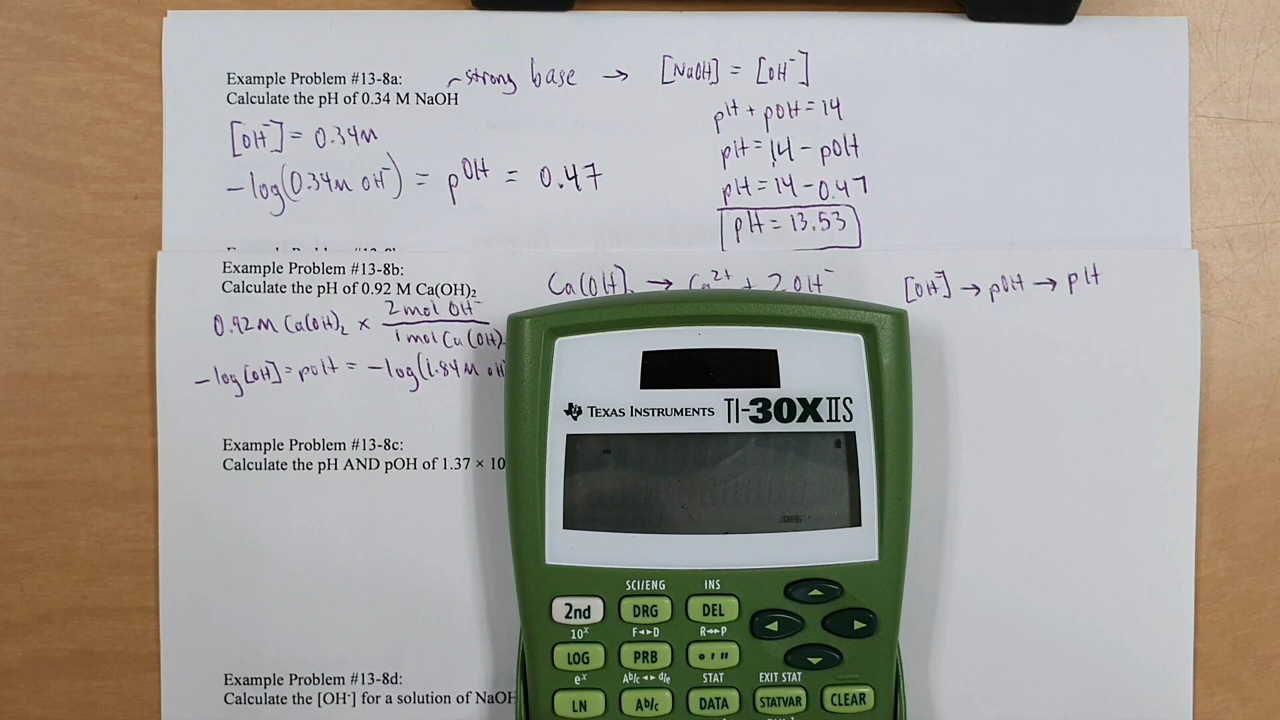 Example Problem #13-8a:
Calculate the pH of 0.34 M NaOH
strong base → [NaOH] = [OH⁻]
[OH⁻] = 0.34M
-log(0.34M OH⁻) = pOH = 0.47
pH + pOH = 14
pH = 14 - pOH
pH = 14 - 0.47
pH = 13.53
Example Problem #13-8b:
Calculate the pH of 0.92 M Ca(OH)₂
Ca(OH)₂ → Ca²⁺ + 2OH⁻
[OH⁻] → pOH → pH
0.92M Ca(OH)₂ × 2 mol OH⁻
1 mol Ca(OH)₂
-log[OH⁻] = pOH = -log(1.84M OH
Example Problem #13-8c:
Calculate the pH AND pOH of 1.37 × 10
Example Problem #13-8d:
Calculate the [OH⁻] for a solution of NaOH
TEXAS INSTRUMENTS TI-30X IIS
DEG
SCI/ENG INS
2nd DRG DEL
10ˣ F◄►D R◄►P
LOG PRB ° ' "
eˣ Ab/c◄►d/e STAT EXIT STAT
LN Ab/c DATA STATVAR CLEAR